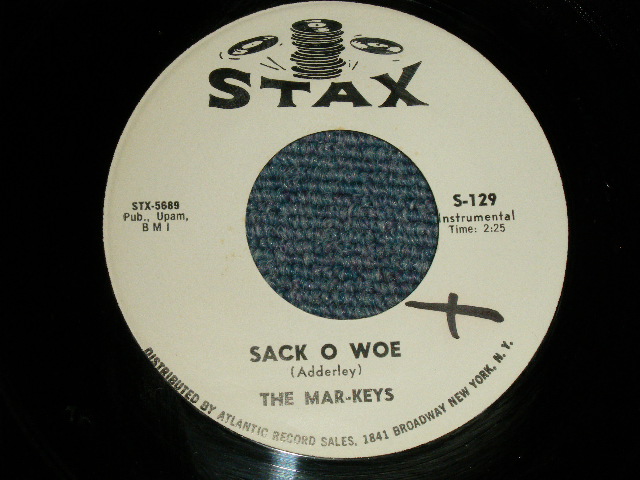 STAX
STX-5689
Pub., Upam,
BMI
S-129
Instrumental
Time: 2:25
SACK O WOE
(Adderley)
THE MAR-KEYS
DISTRIBUTED BY ATLANTIC RECORD SALES, 1841 BROADWAY NEW YORK, N. Y.